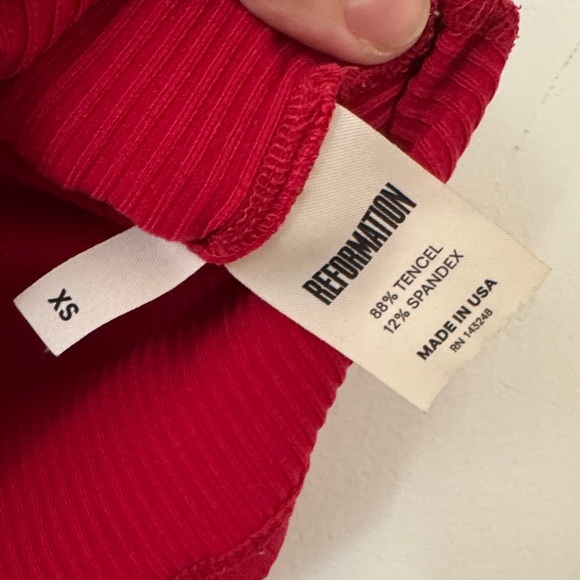 XS
REFORMATION
88% TENCEL
12% SPANDEX
MADE IN USA
RN 143248